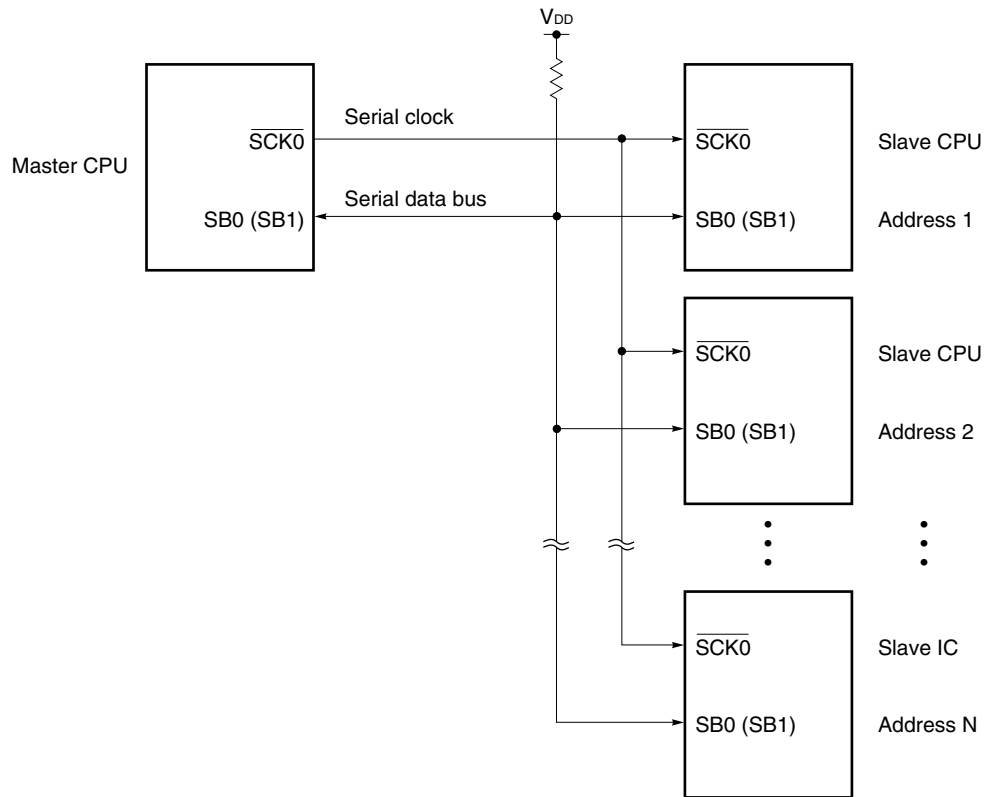 VDD
Serial clock
SCK0
SCK0
Slave CPU
Master CPU
Serial data bus
SB0 (SB1)
SB0 (SB1)
Address 1
SCK0
Slave CPU
SB0 (SB1)
Address 2
SCK0
Slave IC
SB0 (SB1)
Address N